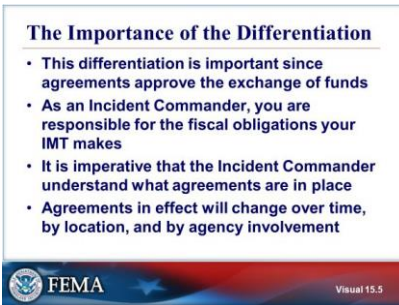 The Importance of the Differentiation
• This differentiation is important since
agreements approve the exchange of funds
• As an Incident Commander, you are
responsible for the fiscal obligations your
IMT makes
• It is imperative that the Incident Commander
understand what agreements are in place
• Agreements in effect will change over time,
by location, and by agency involvement
FEMA
Visual 15.5